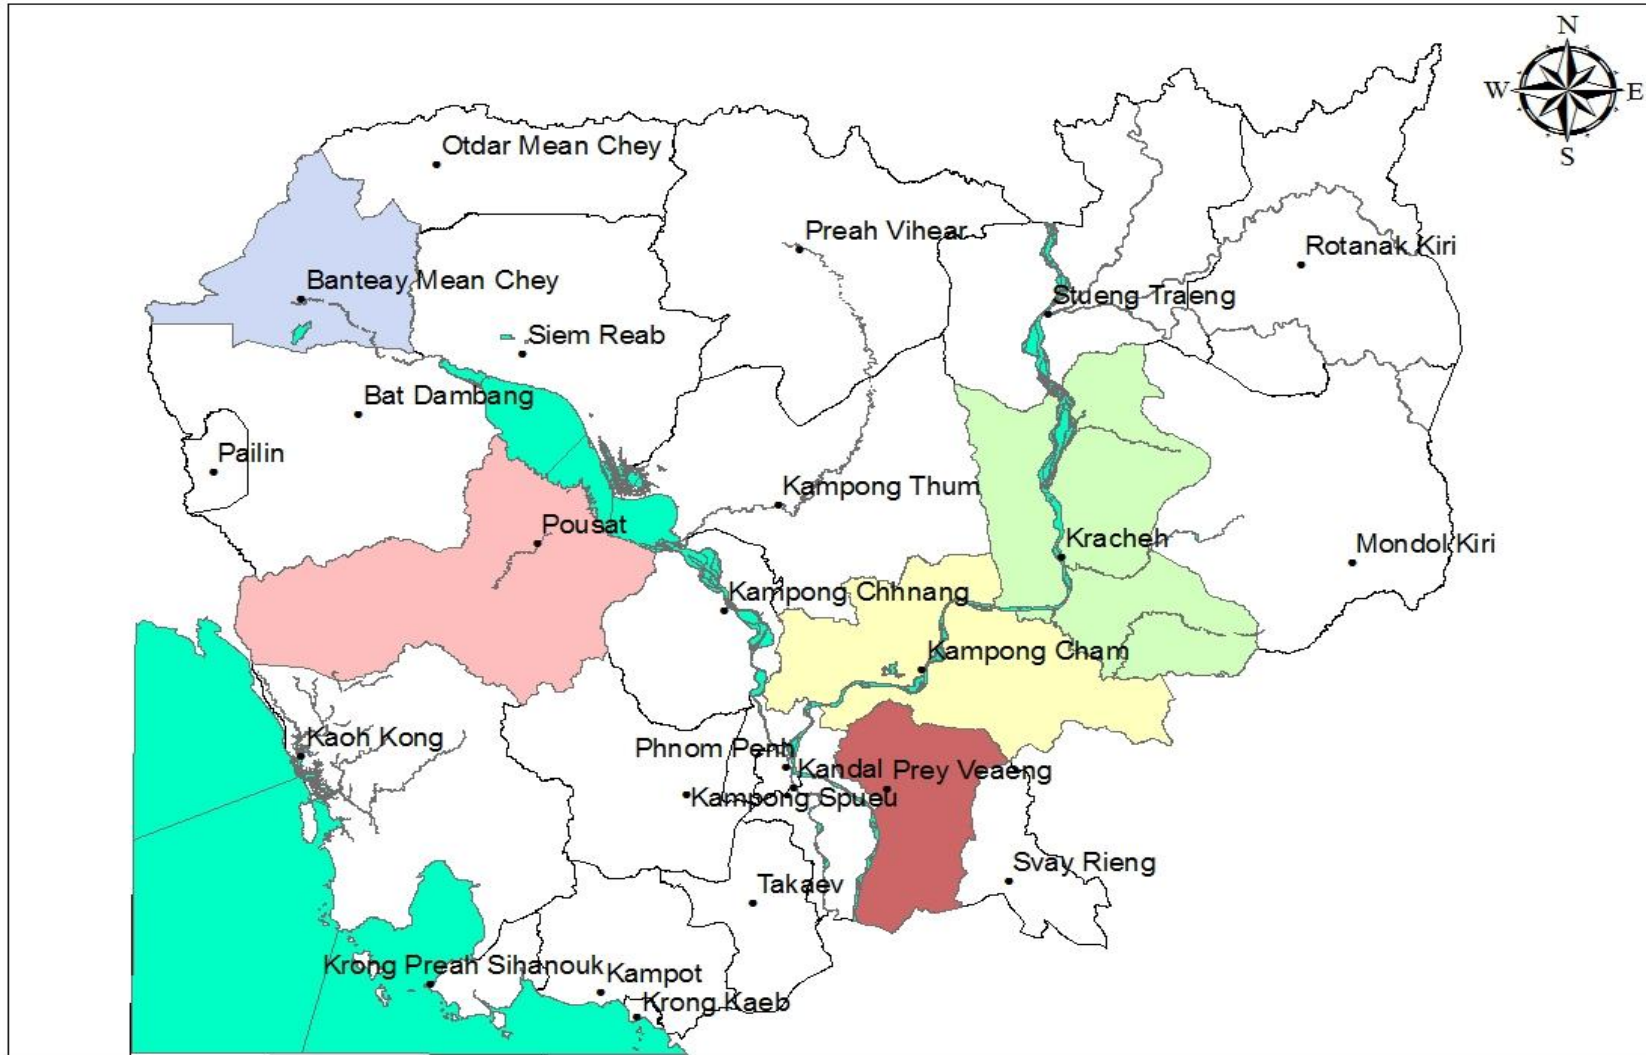 N
W E
S
Otdar Mean Chey
Preah Vihear
Rotanak Kiri
Banteay Mean Chey
Stueng Traeng
Siem Reab
Bat Dambang
Pailin
Kampong Thum
Pousat
Kracheh
Mondol Kiri
Kampong Chhnang
Kampong Cham
Kaoh Kong
Phnom Penh
Kandal
Prey Veaeng
Kampong Spueu
Svay Rieng
Takaev
Krong Preah Sihanouk
Kampot
Krong Kaeb